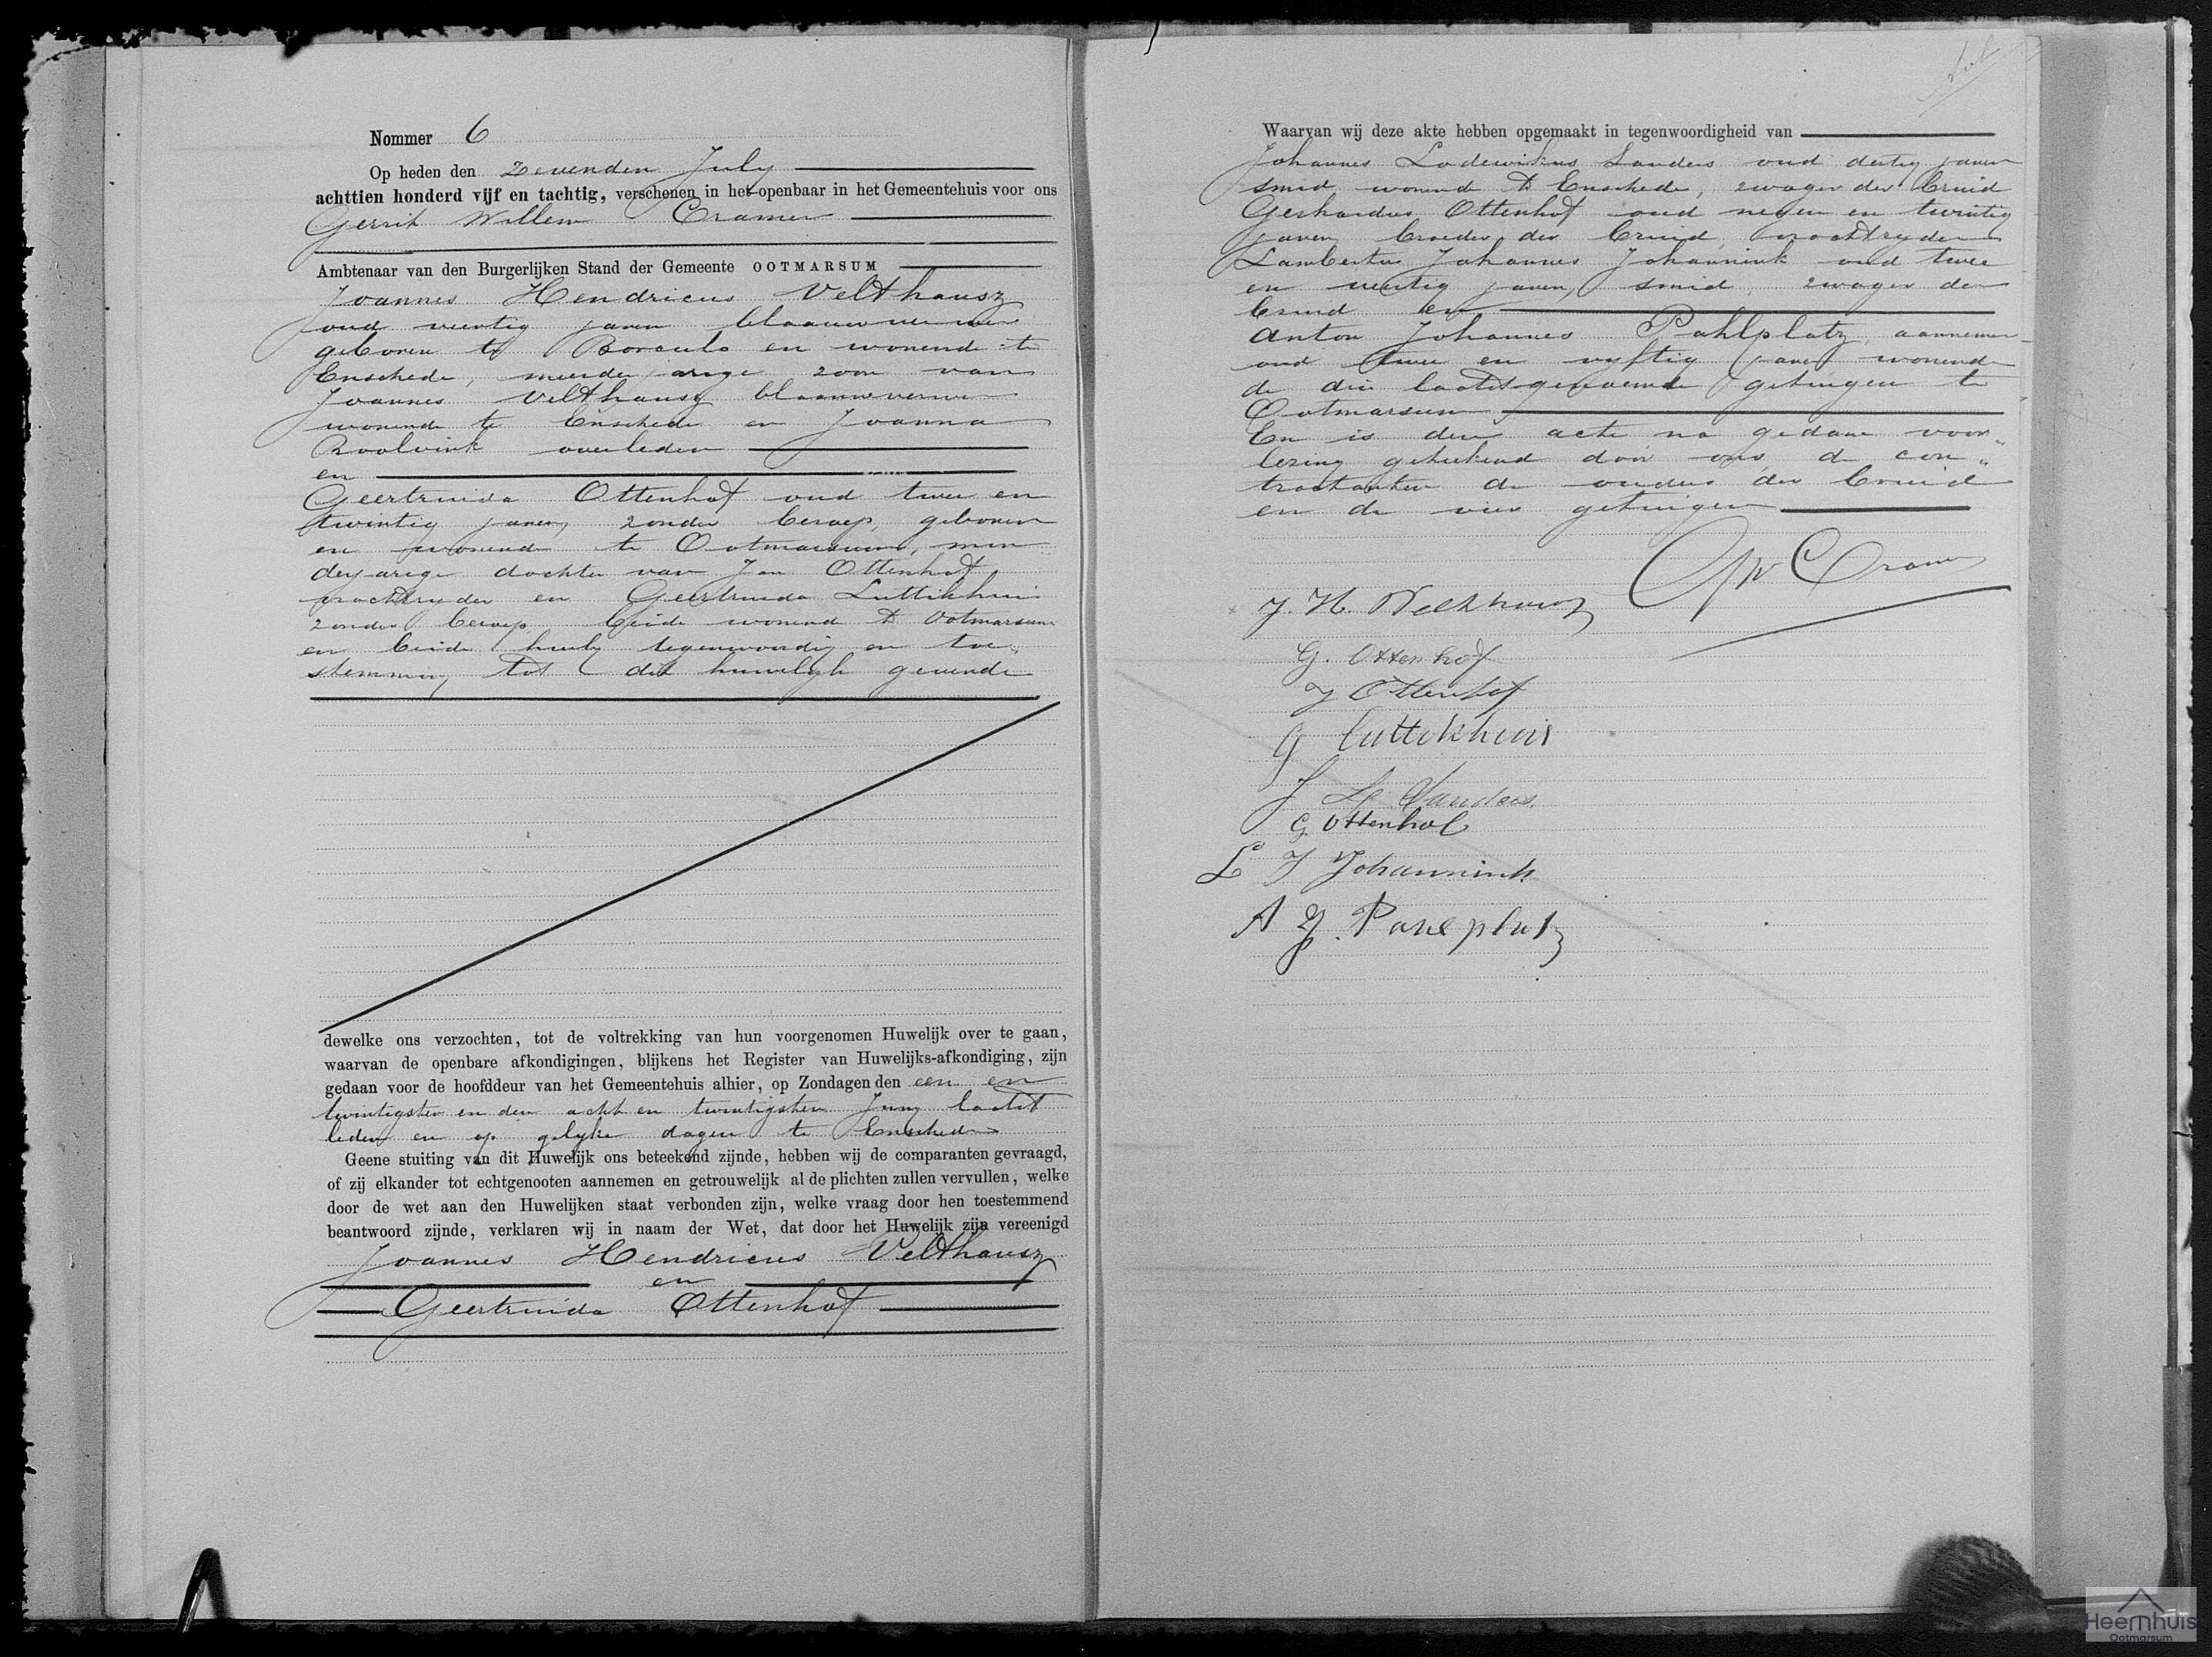 Nommer 6
Op heden den zevenden July
achttien honderd vijf en tachtig, verschenen in het openbaar in het Gemeentehuis voor ons
Gerrit Willem Cramer
Ambtenaar van den Burgerlijken Stand der Gemeente OOTMARSUM
Joannes Hendricus Velthausz
oud veertig jaren blaauwverver
geboren te Borculo en wonende te
Enschede, meerderjarige zoon van
Joannes Velthausz blaauwverver
wonende te Enschede en Joanna
Roolvink overleden
en
Geertruida Ottenhof oud twee en
twintig jaren, zonder beroep, geboren
en wonende te Ootmarsum, min
derjarige dochter van Jan Ottenhof
vrachtryder en Geertruida Luttikhuis
zonder beroep beide wonend te Ootmarsum
en beide hierby tegenwoordig en toe„
stemming tot dit huwelyk gevende
dewelke ons verzochten, tot de voltrekking van hun voorgenomen Huwelijk over te gaan,
waarvan de openbare afkondigingen, blijkens het Register van Huwelijks-afkondiging, zijn
gedaan voor de hoofddeur van het Gemeentehuis alhier, op Zondagen den een en
twintigsten en den acht en twintigsten Juny laatst
leden en op gelyke dagen te Enschede
Geene stuiting van dit Huwelijk ons beteekend zijnde, hebben wij de comparanten gevraagd,
of zij elkander tot echtgenooten aannemen en getrouwelijk al de plichten zullen vervullen, welke
door de wet aan den Huwelijken staat verbonden zijn, welke vraag door hen toestemmend
beantwoord zijnde, verklaren wij in naam der Wet, dat door het Huwelijk zijn vereenigd
Joannes Hendricus Velthausz
en
Geertruida Ottenhof
Waarvan wij deze akte hebben opgemaakt in tegenwoordigheid van
Johannes Lodewikus Sanders oud dertig jaren
smid wonend te Enschede, zwager der bruid
Gerhardus Ottenhof oud negen en twintig
jaren broeder der bruid, vrachtryder
Lambertus Johannes Johannink oud twee
en veertig jaren, smid, zwager der
bruid en
Anton Johannes Pahlplatz, aannemer
oud twee en vyftig jaren wonende
de drie laatstgenoemde getuigen te
Ootmarsum
En is deze acte na gedane voor„
lezing geteekend door ons de con„
tractanten de ouders der bruid
en de vier getuigen
GW Cramer
J. H. Velthausz
G. Ottenhof
J Ottenhof
G Luttekhuis
J L Sanders
G Ottenhof
L J Johannink
A J. Pahlplatz
Heemhuis
Ootmarsum